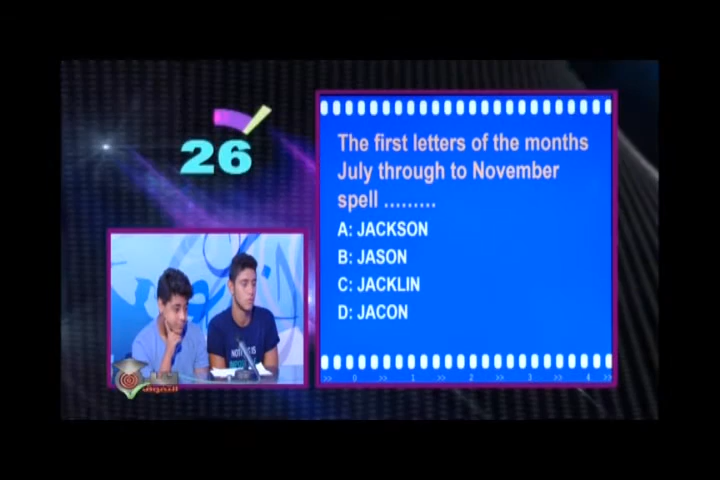 26
The first letters of the months
July through to November
spell .........
A: JACKSON
B: JASON
C: JACKLIN
D: JACON
>> 0 >> 1 >> 2 >> 3 >> 4 >>